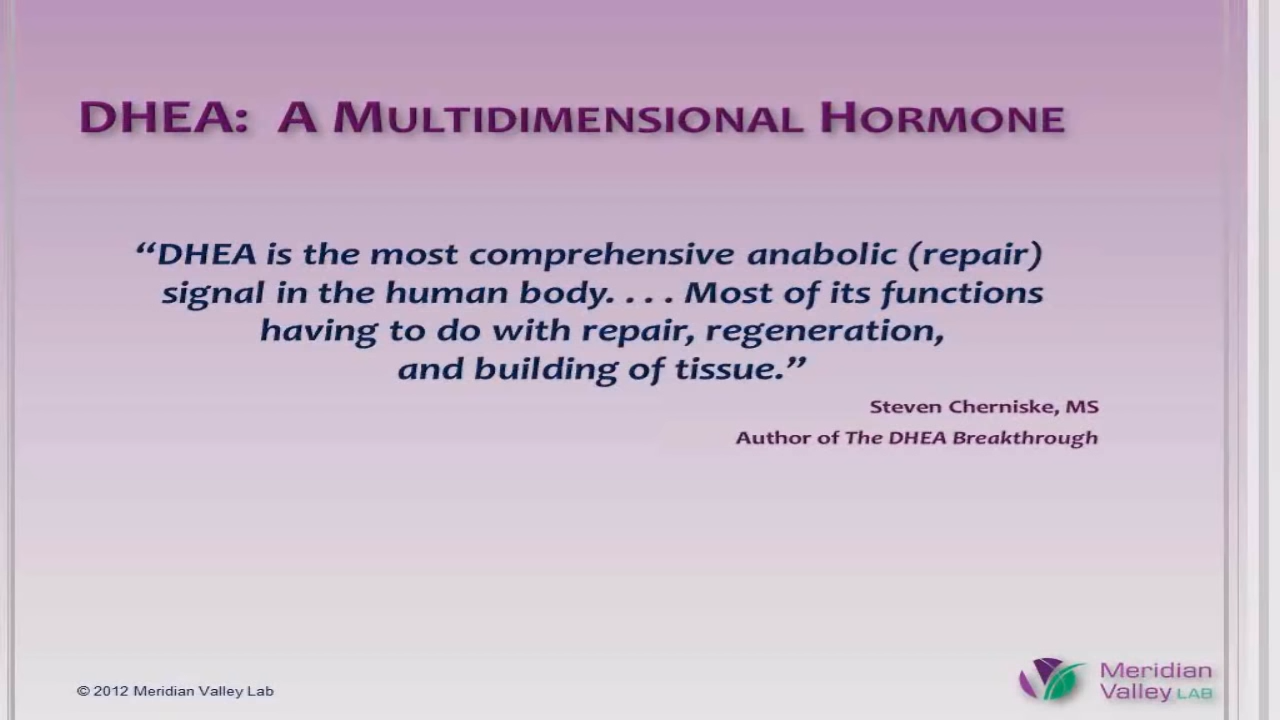 DHEA: A Multidimensional Hormone
“DHEA is the most comprehensive anabolic (repair)
signal in the human body. . . . Most of its functions
having to do with repair, regeneration,
and building of tissue.”
Steven Cherniske, MS
Author of The DHEA Breakthrough
© 2012 Meridian Valley Lab
Meridian
Valley LAB